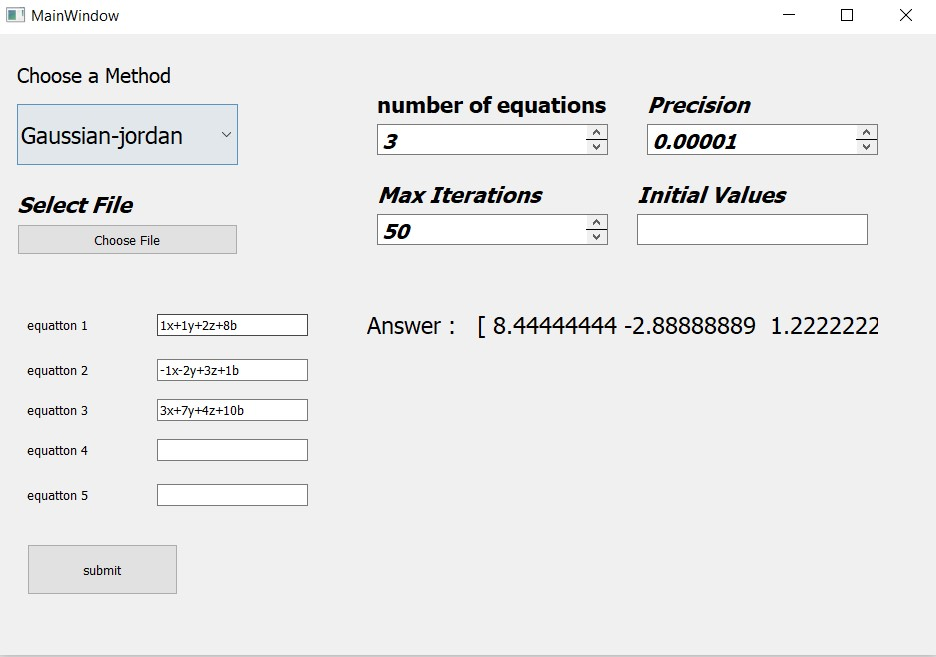 MainWindow
Choose a Method
Gaussian-jordan
number of equations
3
Precision
0.00001
Select File
Choose File
Max Iterations
50
Initial Values
equatton 1
1x+1y+2z+8b
equatton 2
-1x-2y+3z+1b
equatton 3
3x+7y+4z+10b
equatton 4
equatton 5
Answer : [ 8.44444444 -2.88888889 1.2222222
submit